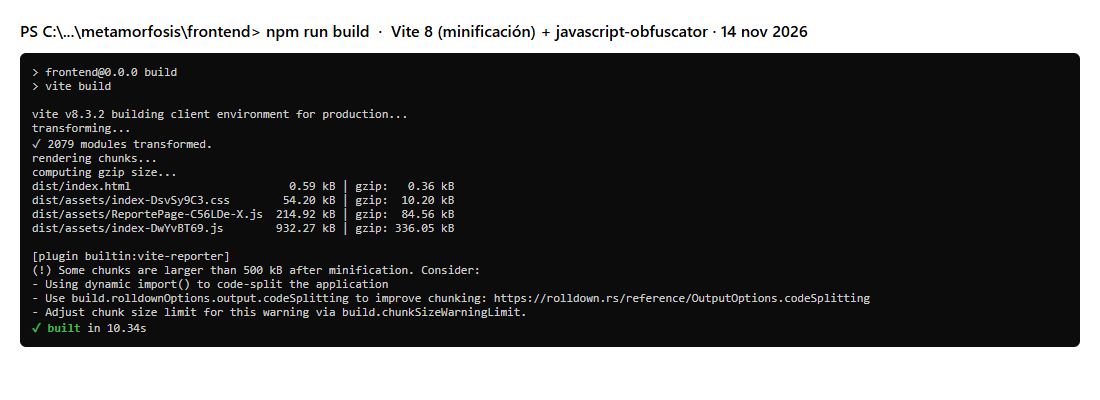 PS C:\...\metamorfosis\frontend> npm run build · Vite 8 (minificación) + javascript-obfuscator · 14 nov 2026
> frontend@0.0.0 build
> vite build
vite v8.3.2 building client environment for production...
transforming...
✓ 2079 modules transformed.
rendering chunks...
computing gzip size...
dist/index.html                        0.59 kB │ gzip:   0.36 kB
dist/assets/index-DsvSy9C3.css        54.20 kB │ gzip:  10.20 kB
dist/assets/ReportePage-C56LDe-X.js  214.92 kB │ gzip:  84.56 kB
dist/assets/index-DwYvBT69.js        932.27 kB │ gzip: 336.05 kB
[plugin builtin:vite-reporter]
(!) Some chunks are larger than 500 kB after minification. Consider:
- Using dynamic import() to code-split the application
- Use build.rolldownOptions.output.codeSplitting to improve chunking: https://rolldown.rs/reference/OutputOptions.codeSplitting
- Adjust chunk size limit for this warning via build.chunkSizeWarningLimit.
✓ built in 10.34s